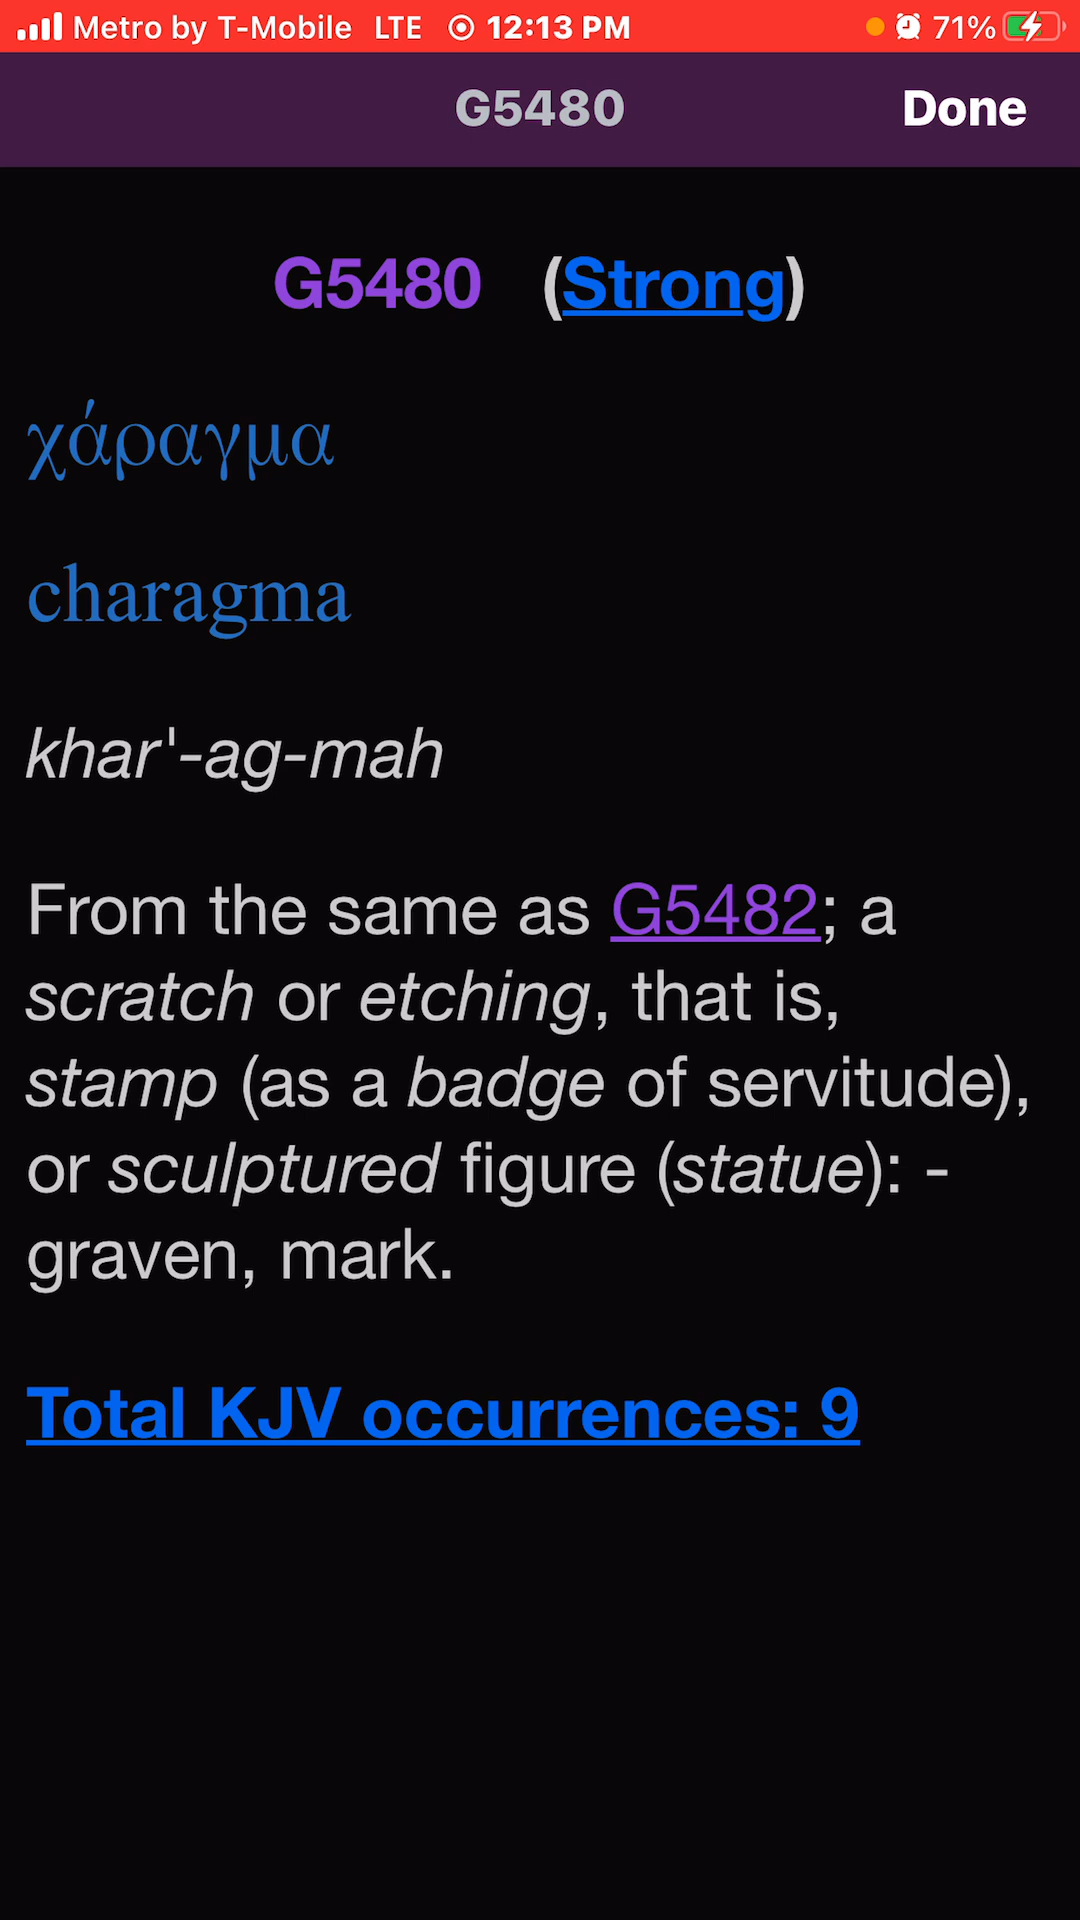 Metro by T-Mobile LTE 12:13 PM 71%
G5480 Done
G5480 (Strong)
χάραγμα
charagma
khar'-ag-mah
From the same as G5482; a
scratch or etching, that is,
stamp (as a badge of servitude),
or sculptured figure (statue): -
graven, mark.
Total KJV occurrences: 9